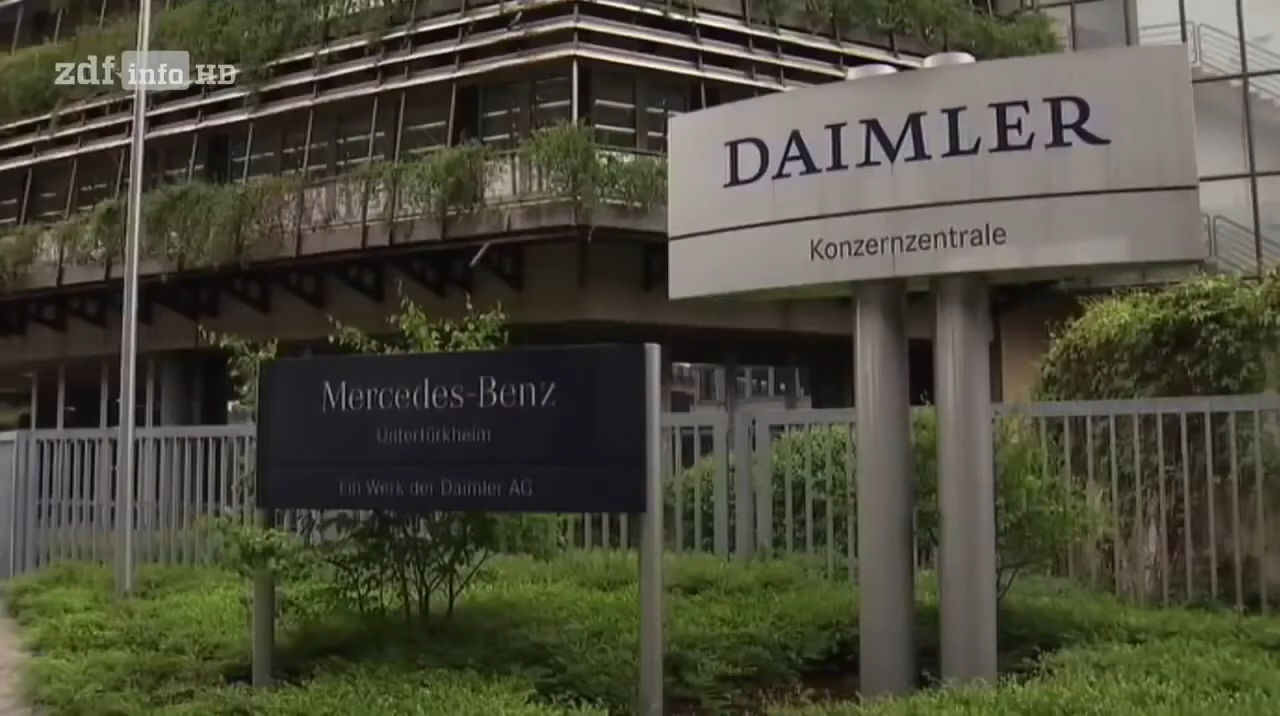 zdf info HD
DAIMLER
Konzernzentrale
Mercedes-Benz
Untertürkheim
Ein Werk der Daimler AG